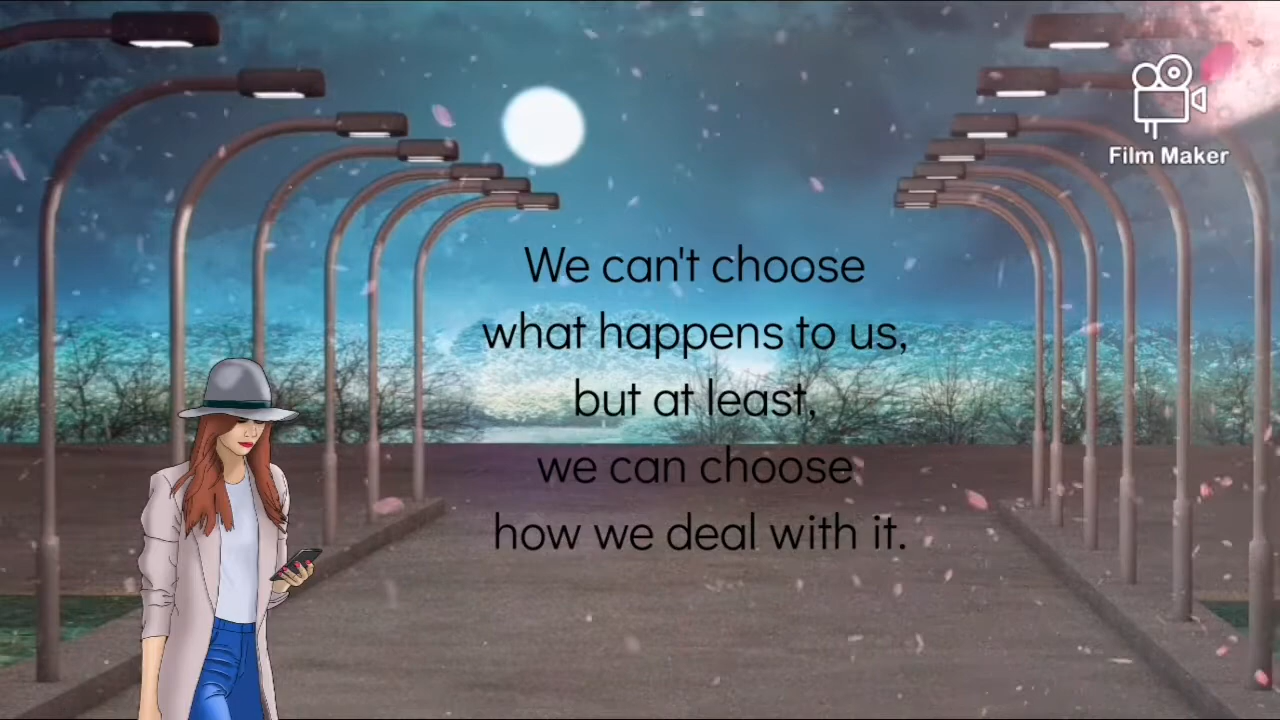 Film Maker
We can't choose
what happens to us,
but at least,
we can choose
how we deal with it.